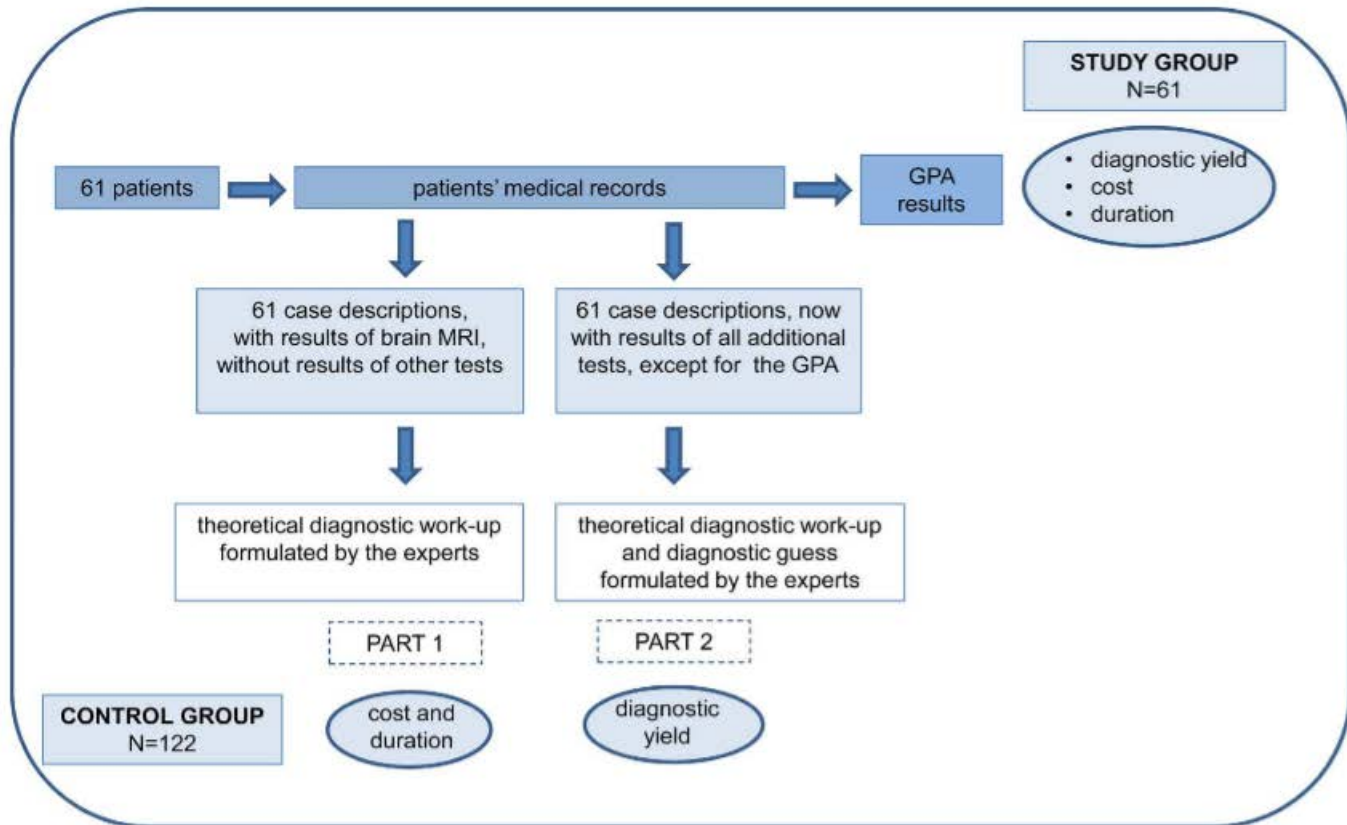 STUDY GROUP
N=61
• diagnostic yield
• cost
• duration
61 patients
patients' medical records
GPA
results
61 case descriptions,
with results of brain MRI,
without results of other tests
61 case descriptions, now
with results of all additional
tests, except for the GPA
theoretical diagnostic work-up
formulated by the experts
theoretical diagnostic work-up
and diagnostic guess
formulated by the experts
PART 1
PART 2
CONTROL GROUP
N=122
cost and
duration
diagnostic
yield